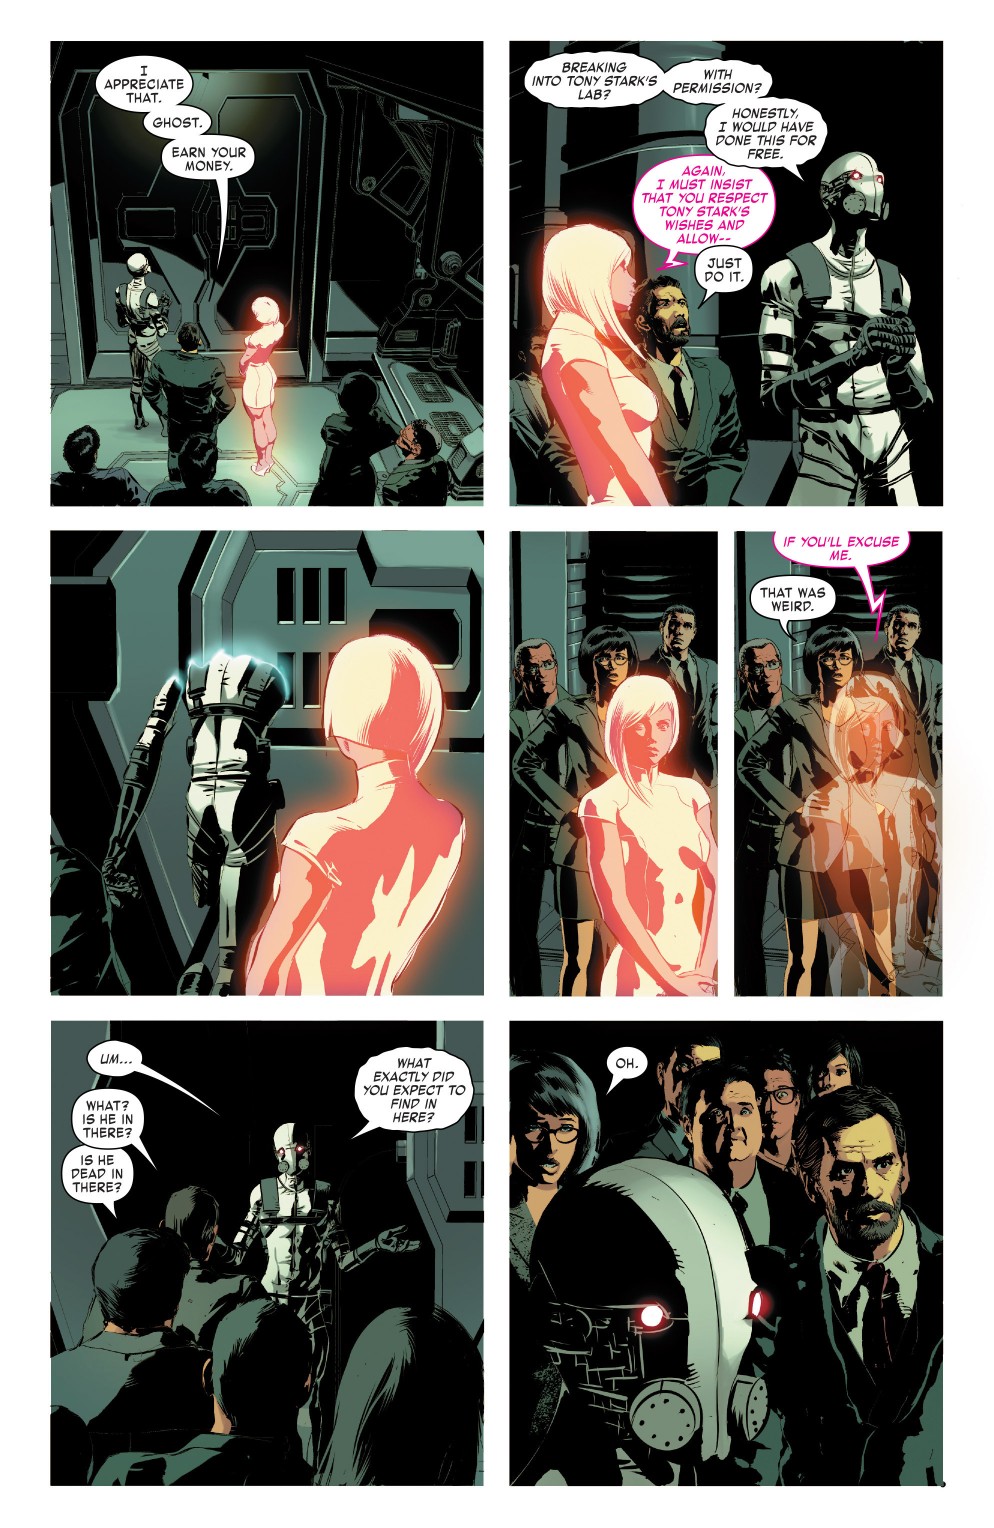 I
APPRECIATE
THAT.
GHOST.
EARN YOUR
MONEY.
BREAKING
INTO TONY STARK'S
LAB?
WITH
PERMISSION?
HONESTLY,
I WOULD HAVE
DONE THIS FOR
FREE.
AGAIN,
I MUST INSIST
THAT YOU RESPECT
TONY STARK'S
WISHES AND
ALLOW--
JUST
DO IT.
IF YOU'LL EXCUSE
ME.
THAT WAS
WEIRD.
UM...
WHAT?
IS HE IN
THERE?
IS HE
DEAD IN
THERE?
WHAT
EXACTLY DID
YOU EXPECT TO
FIND IN
HERE?
OH.